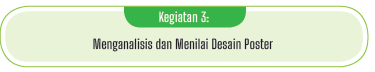 Kegiatan 3:
Menganalisis dan Menilai Desain Poster